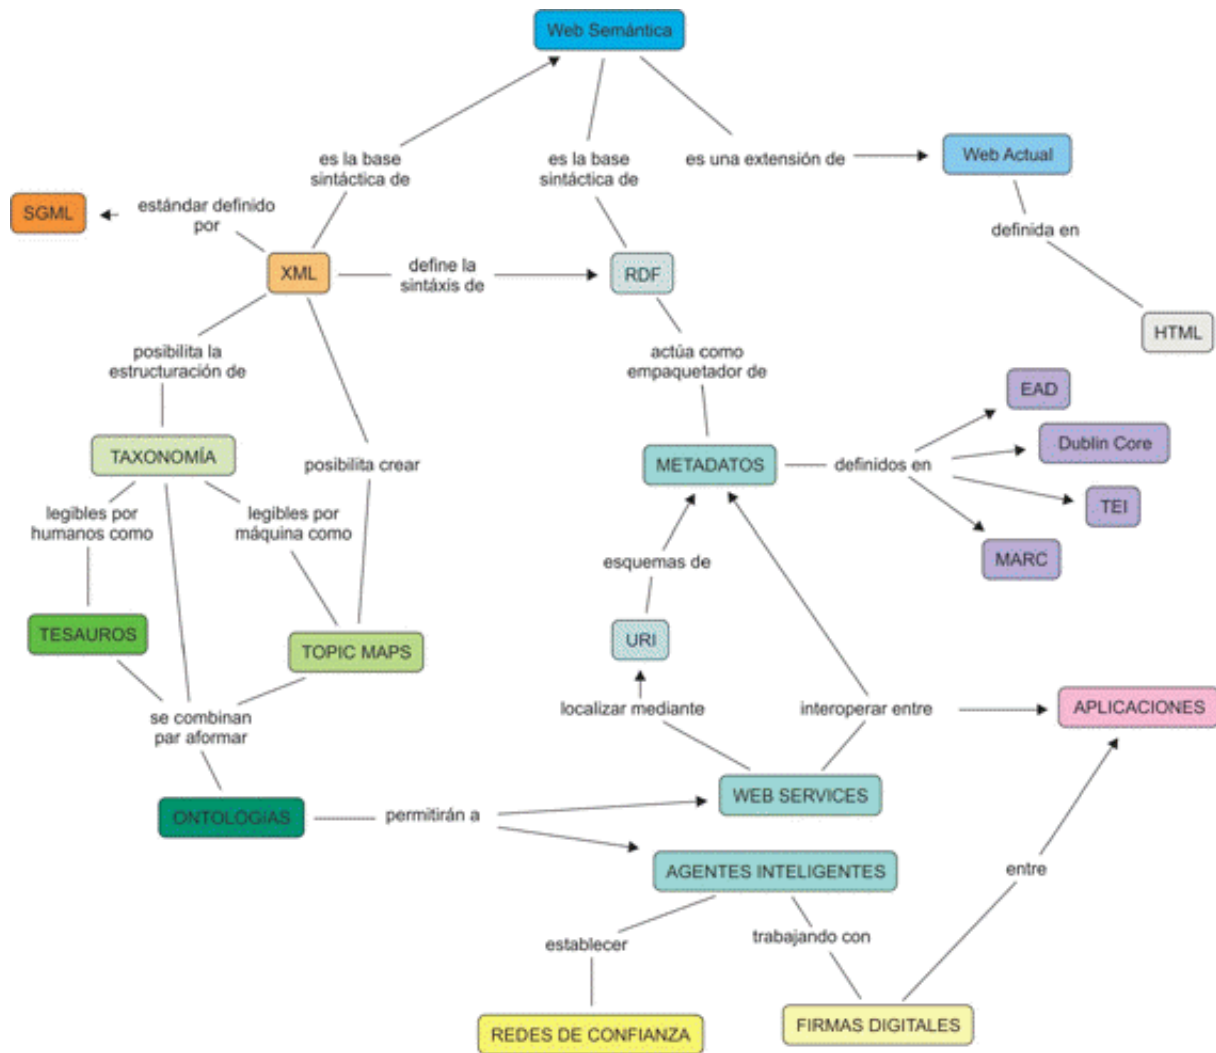 Web Semántica
es la base
sintáctica de
es la base
sintáctica de
es una extensión de
Web Actual
SGML
estándar definido
por
definida en
XML
define la
sintáxis de
RDF
HTML
posibilita la
estructuración de
actúa como
empaquetador de
EAD
TAXONOMÍA
posibilita crear
METADATOS
definidos en
Dublin Core
TEI
MARC
legibles por
humanos como
legibles por
máquina como
esquemas de
TESAUROS
TOPIC MAPS
URI
se combinan
par aformar
localizar mediante
interoperar entre
APLICACIONES
ONTOLOGIAS
permitirán a
WEB SERVICES
AGENTES INTELIGENTES
entre
establecer
trabajando con
REDES DE CONFIANZA
FIRMAS DIGITALES